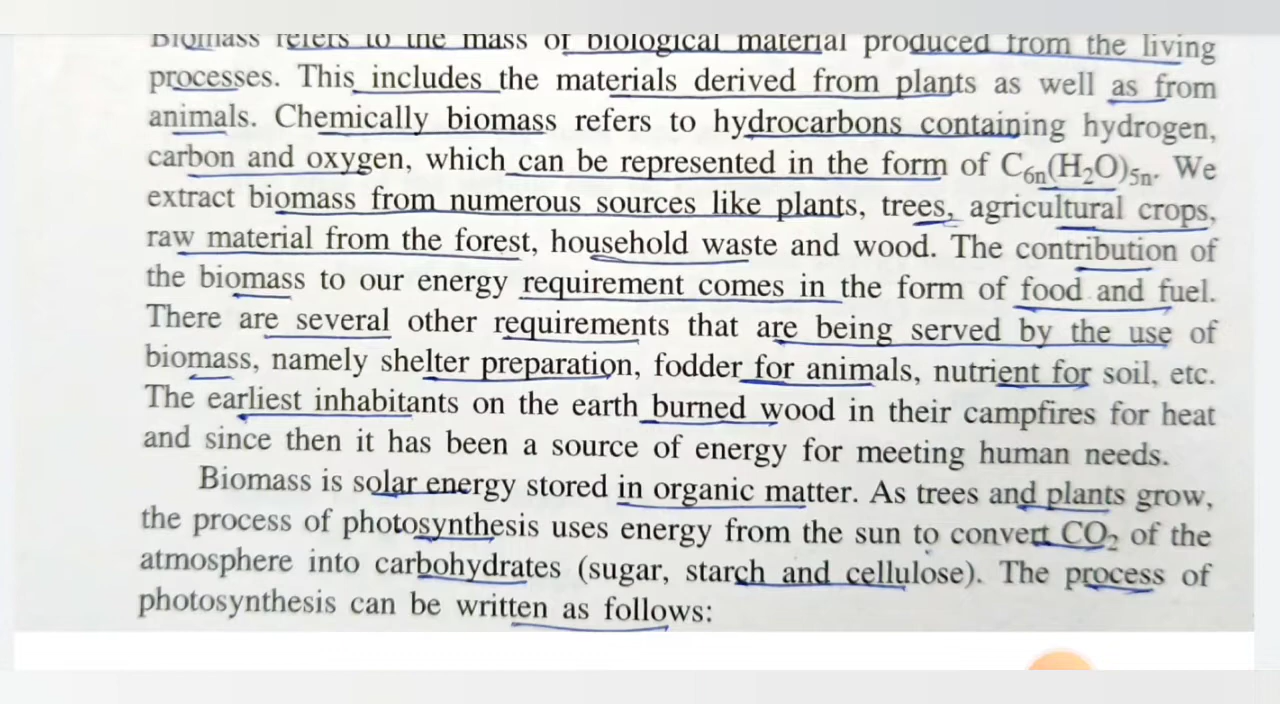 Biomass refers to the mass of biological material produced from the living
processes. This includes the materials derived from plants as well as from
animals. Chemically biomass refers to hydrocarbons containing hydrogen,
carbon and oxygen, which can be represented in the form of C₆ₙ(H₂O)₅ₙ. We
extract biomass from numerous sources like plants, trees, agricultural crops,
raw material from the forest, household waste and wood. The contribution of
the biomass to our energy requirement comes in the form of food and fuel.
There are several other requirements that are being served by the use of
biomass, namely shelter preparation, fodder for animals, nutrient for soil, etc.
The earliest inhabitants on the earth burned wood in their campfires for heat
and since then it has been a source of energy for meeting human needs.
Biomass is solar energy stored in organic matter. As trees and plants grow,
the process of photosynthesis uses energy from the sun to convert CO₂ of the
atmosphere into carbohydrates (sugar, starch and cellulose). The process of
photosynthesis can be written as follows: